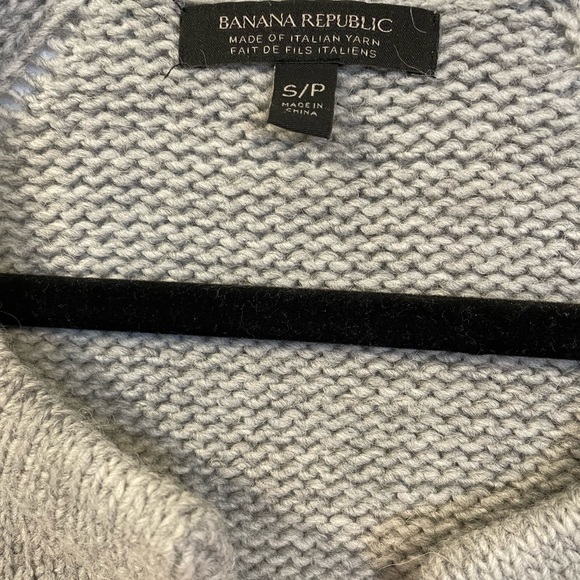 BANANA REPUBLIC
MADE OF ITALIAN YARN
FAIT DE FILS ITALIENS
S/P
MADE IN
CHINA